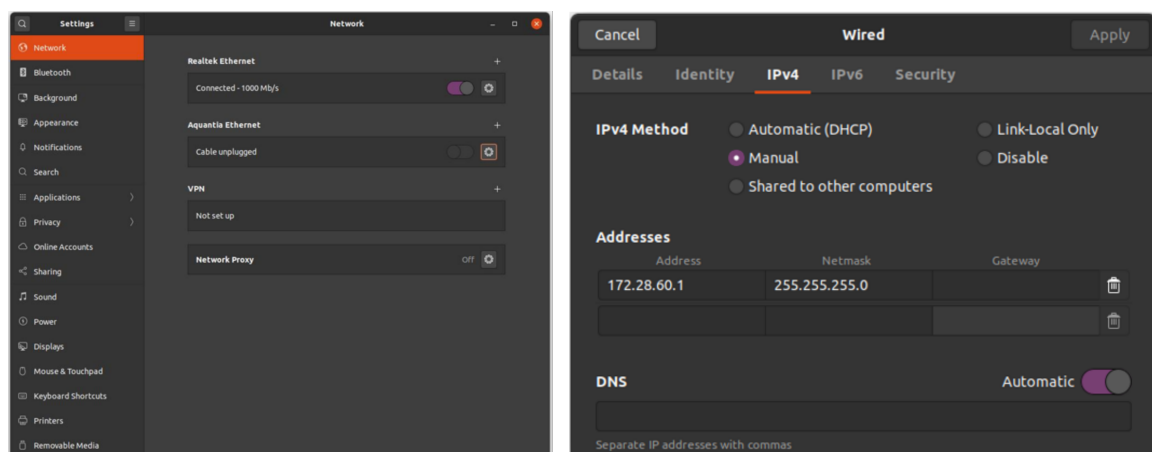 Settings
Network
Network
Bluetooth
Background
Appearance
Notifications
Search
Applications
Privacy
Online Accounts
Sharing
Sound
Power
Displays
Mouse & Touchpad
Keyboard Shortcuts
Printers
Removable Media
Realtek Ethernet
Connected - 1000 Mb/s
Aquantia Ethernet
Cable unplugged
VPN
Not set up
Network Proxy Off
Cancel Wired Apply
Details Identity IPv4 IPv6 Security
IPv4 Method Automatic (DHCP) Link-Local Only
Manual Disable
Shared to other computers
Addresses
Address Netmask Gateway
172.28.60.1 255.255.255.0
DNS Automatic
Separate IP addresses with commas